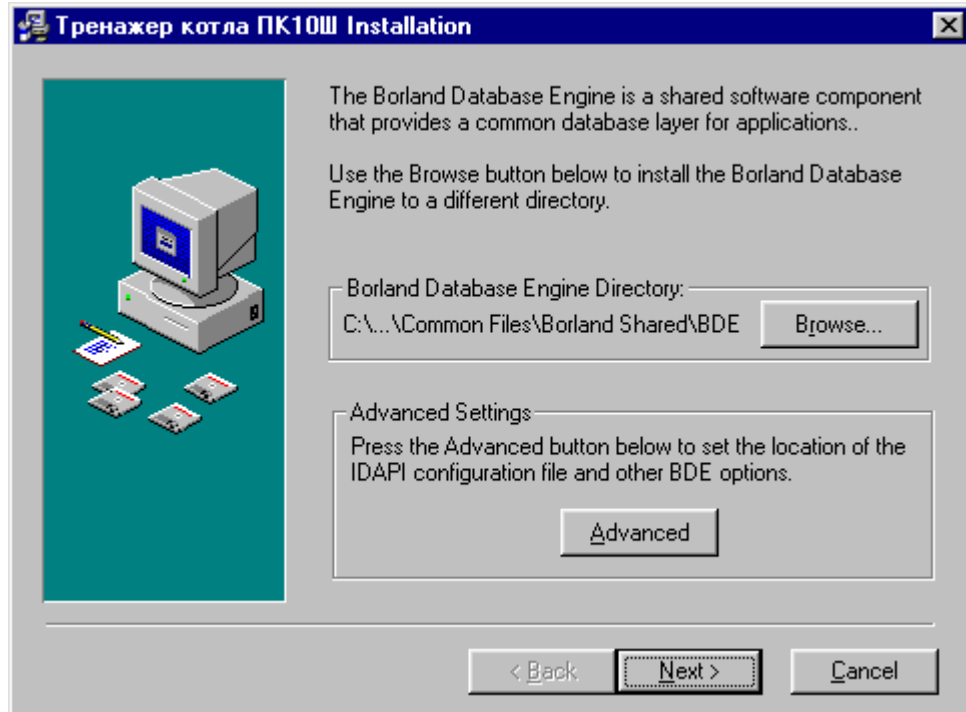 Тренажер котла ПК10Ш Installation
The Borland Database Engine is a shared software component
that provides a common database layer for applications..
Use the Browse button below to install the Borland Database
Engine to a different directory.
Borland Database Engine Directory:
C:\...\Common Files\Borland Shared\BDE
Browse...
Advanced Settings
Press the Advanced button below to set the location of the
IDAPI configuration file and other BDE options.
Advanced
< Back
Next >
Cancel